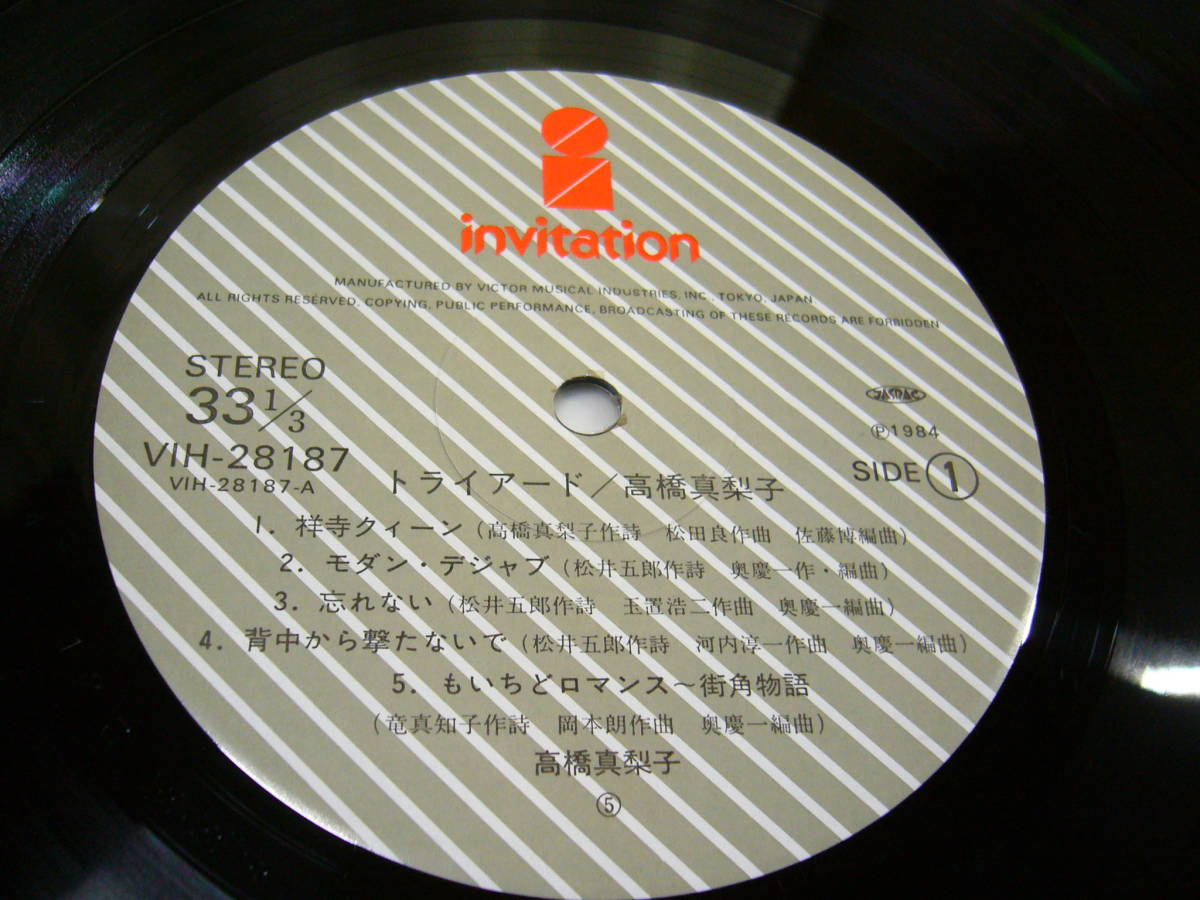 invitation
MANUFACTURED BY VICTOR MUSICAL INDUSTRIES, INC., TOKYO, JAPAN.
ALL RIGHTS RESERVED, COPYING, PUBLIC PERFORMANCE, BROADCASTING OF THESE RECORDS ARE FORBIDDEN
STEREO
33 1/3
VIH-28187
VIH-28187-A
JASRAC
Ⓟ1984
SIDE 1
トライアード/高橋真梨子
1. 祥寺クィーン(高橋真梨子作詩 松田良作曲 佐藤博編曲)
2. モダン・デジャブ(松井五郎作詩 奥慶一作・編曲)
3. 忘れない(松井五郎作詩 玉置浩二作曲 奥慶一編曲)
4. 背中から撃たないで(松井五郎作詩 河内淳一作曲 奥慶一編曲)
5. もいちどロマンス〜街角物語
(竜真知子作詩 岡本朗作曲 奥慶一編曲)
高橋真梨子
⑤